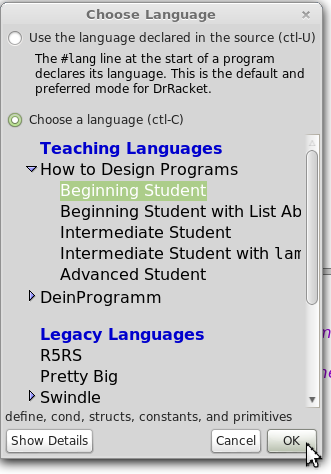 Choose Language
Use the language declared in the source (ctl-U)
The #lang line at the start of a program
declares its language. This is the default and
preferred mode for DrRacket.
Choose a language (ctl-C)
Teaching Languages
How to Design Programs
Beginning Student
Beginning Student with List Ab
Intermediate Student
Intermediate Student with lam
Advanced Student
DeinProgramm
Legacy Languages
R5RS
Pretty Big
Swindle
define, cond, structs, constants, and primitives
Show Details
Cancel
OK